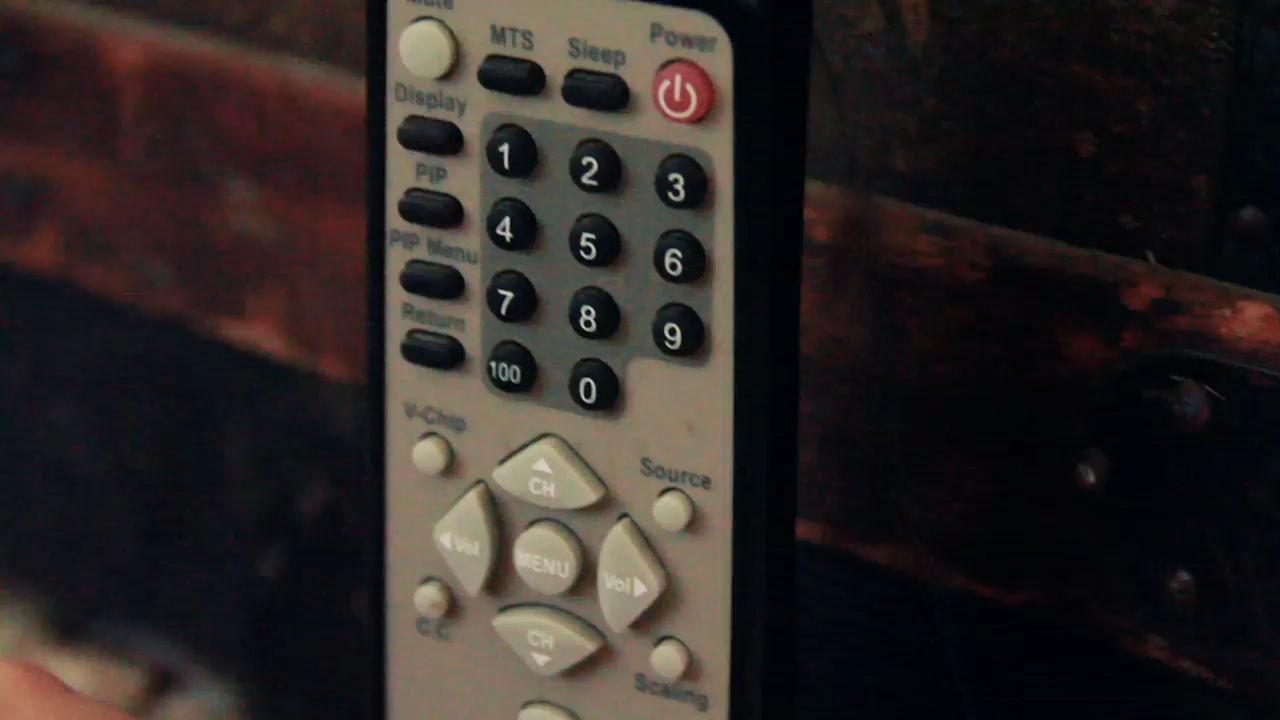 Mute
MTS
Sleep
Power
Display
1
2
3
PIP
4
5
6
PIP Menu
7
8
9
Return
100
0
V-Chip
CH
Source
Vol
MENU
Vol
C.C
CH
Scaling